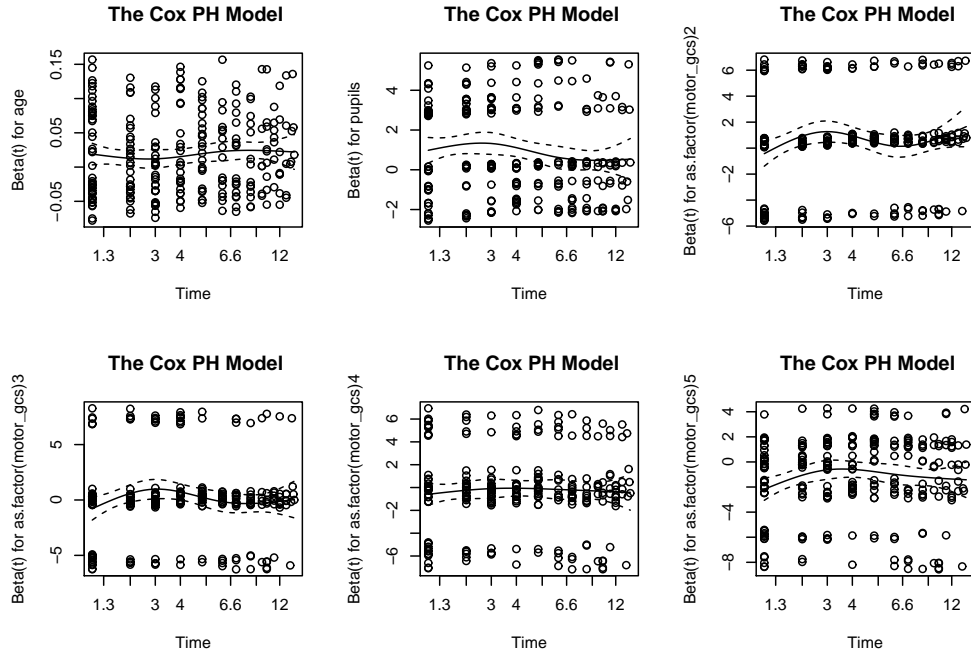 The Cox PH Model
Beta(t) for age
0.15
0.05
−0.05
1.3 3 4 6.6 12
Time
The Cox PH Model
Beta(t) for pupils
4
2
0
−2
1.3 3 4 6.6 12
Time
The Cox PH Model
Beta(t) for as.factor(motor_gcs)2
6
2
−2
−6
1.3 3 4 6.6 12
Time
The Cox PH Model
Beta(t) for as.factor(motor_gcs)3
5
0
−5
1.3 3 4 6.6 12
Time
The Cox PH Model
Beta(t) for as.factor(motor_gcs)4
6
4
2
−2
−6
1.3 3 4 6.6 12
Time
The Cox PH Model
Beta(t) for as.factor(motor_gcs)5
4
2
0
−4
−8
1.3 3 4 6.6 12
Time